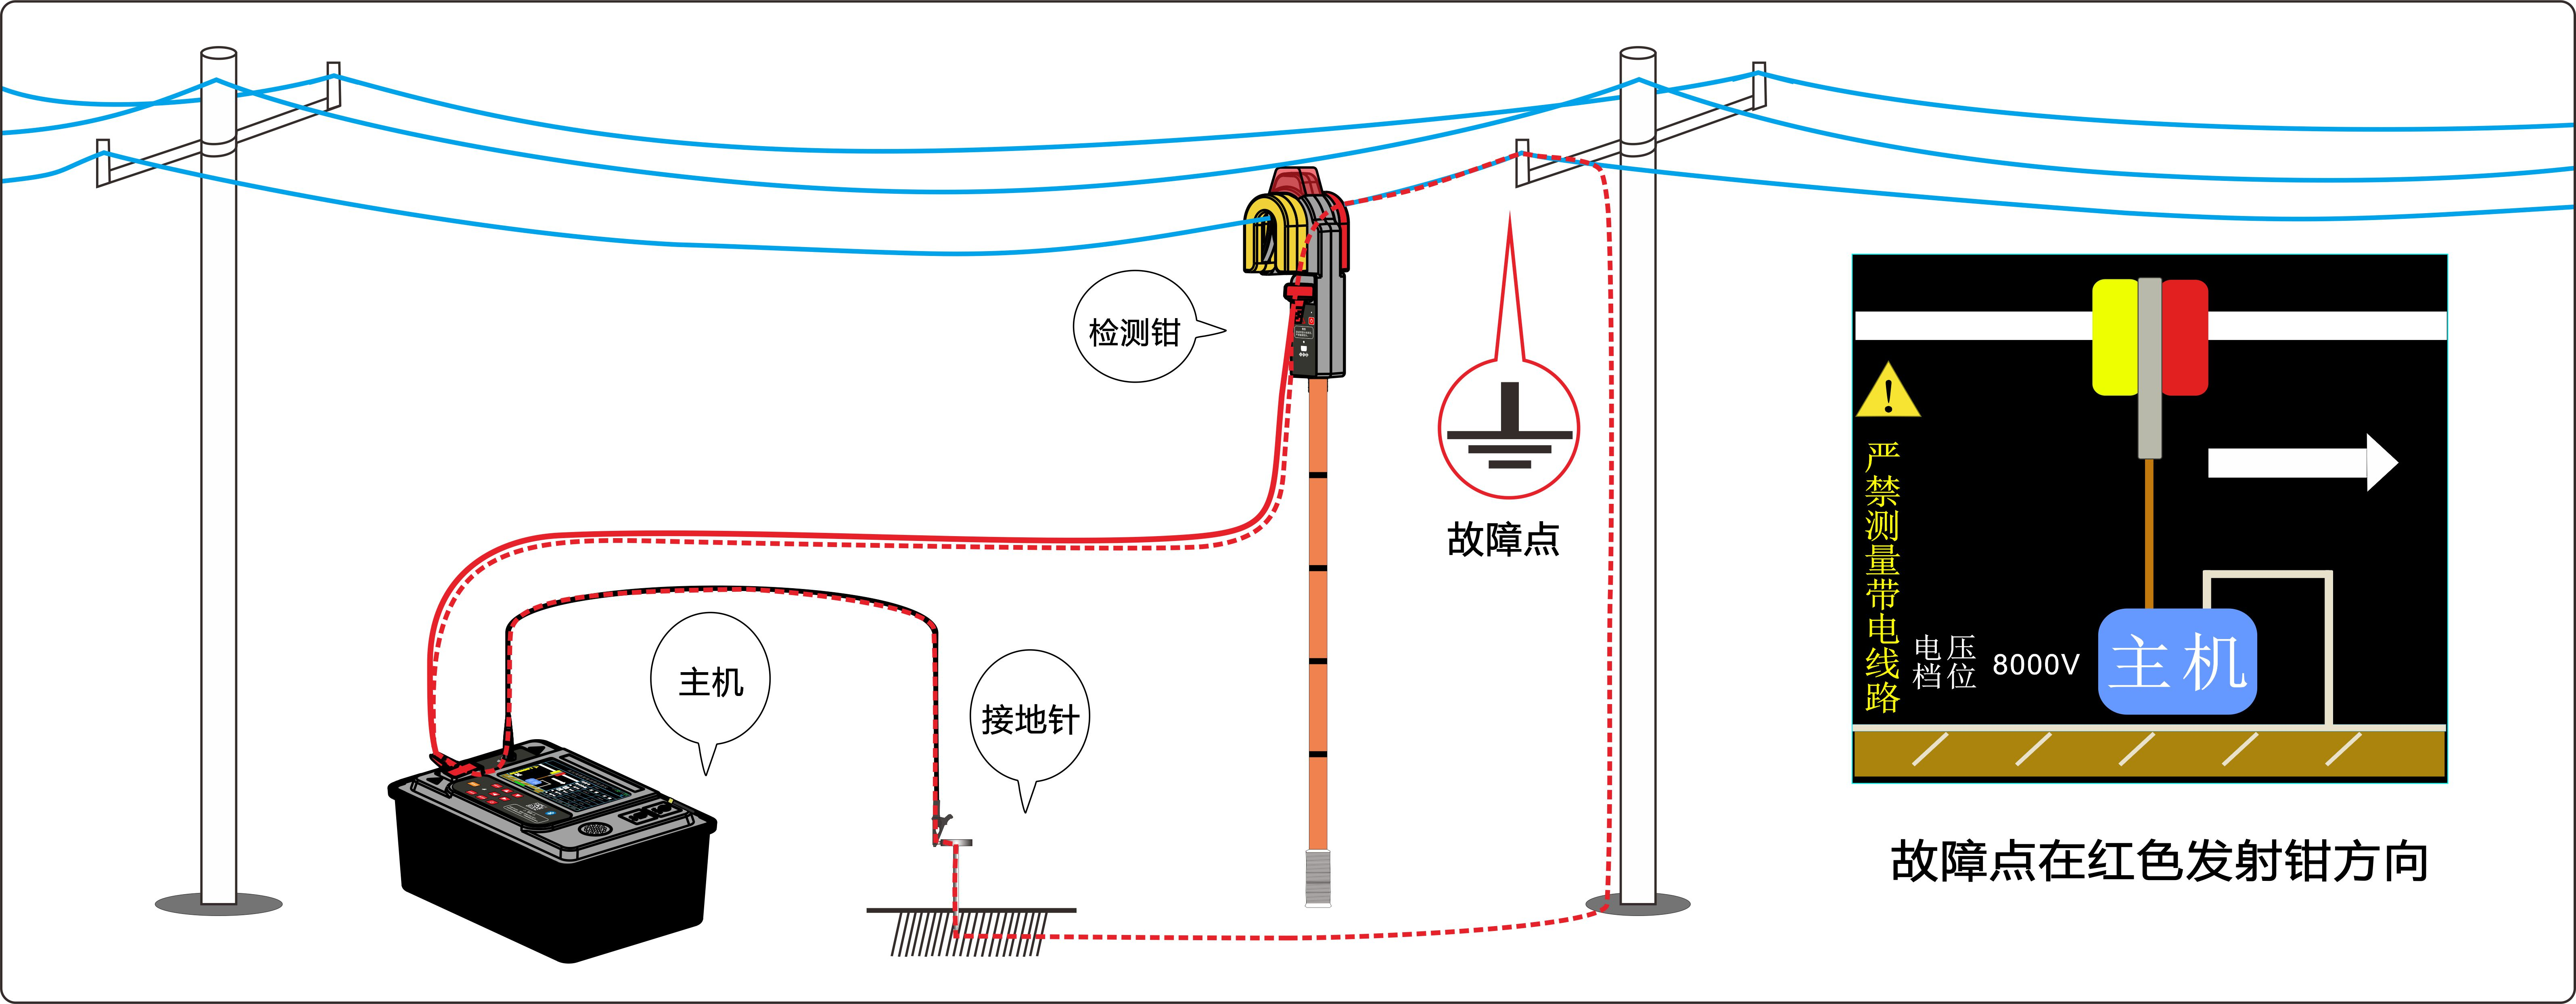 检测钳
故障点
主机
接地针
严禁测量带电线路
电压
档位
8000V
主机
故障点在红色发射钳方向